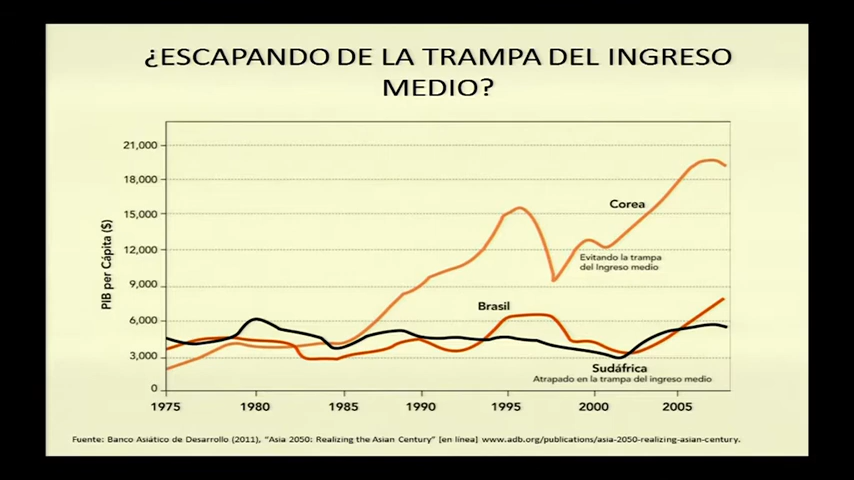 ¿ESCAPANDO DE LA TRAMPA DEL INGRESO
MEDIO?
PIB per Cápita ($)
21,000
18,000
15,000
12,000
9,000
6,000
3,000
0
Corea
Evitando la trampa
del Ingreso medio
Brasil
Sudáfrica
Atrapado en la trampa del ingreso medio
1975
1980
1985
1990
1995
2000
2005
Fuente: Banco Asiático de Desarrollo (2011), "Asia 2050: Realizing the Asian Century" [en línea] www.adb.org/publications/asia-2050-realizing-asian-century.